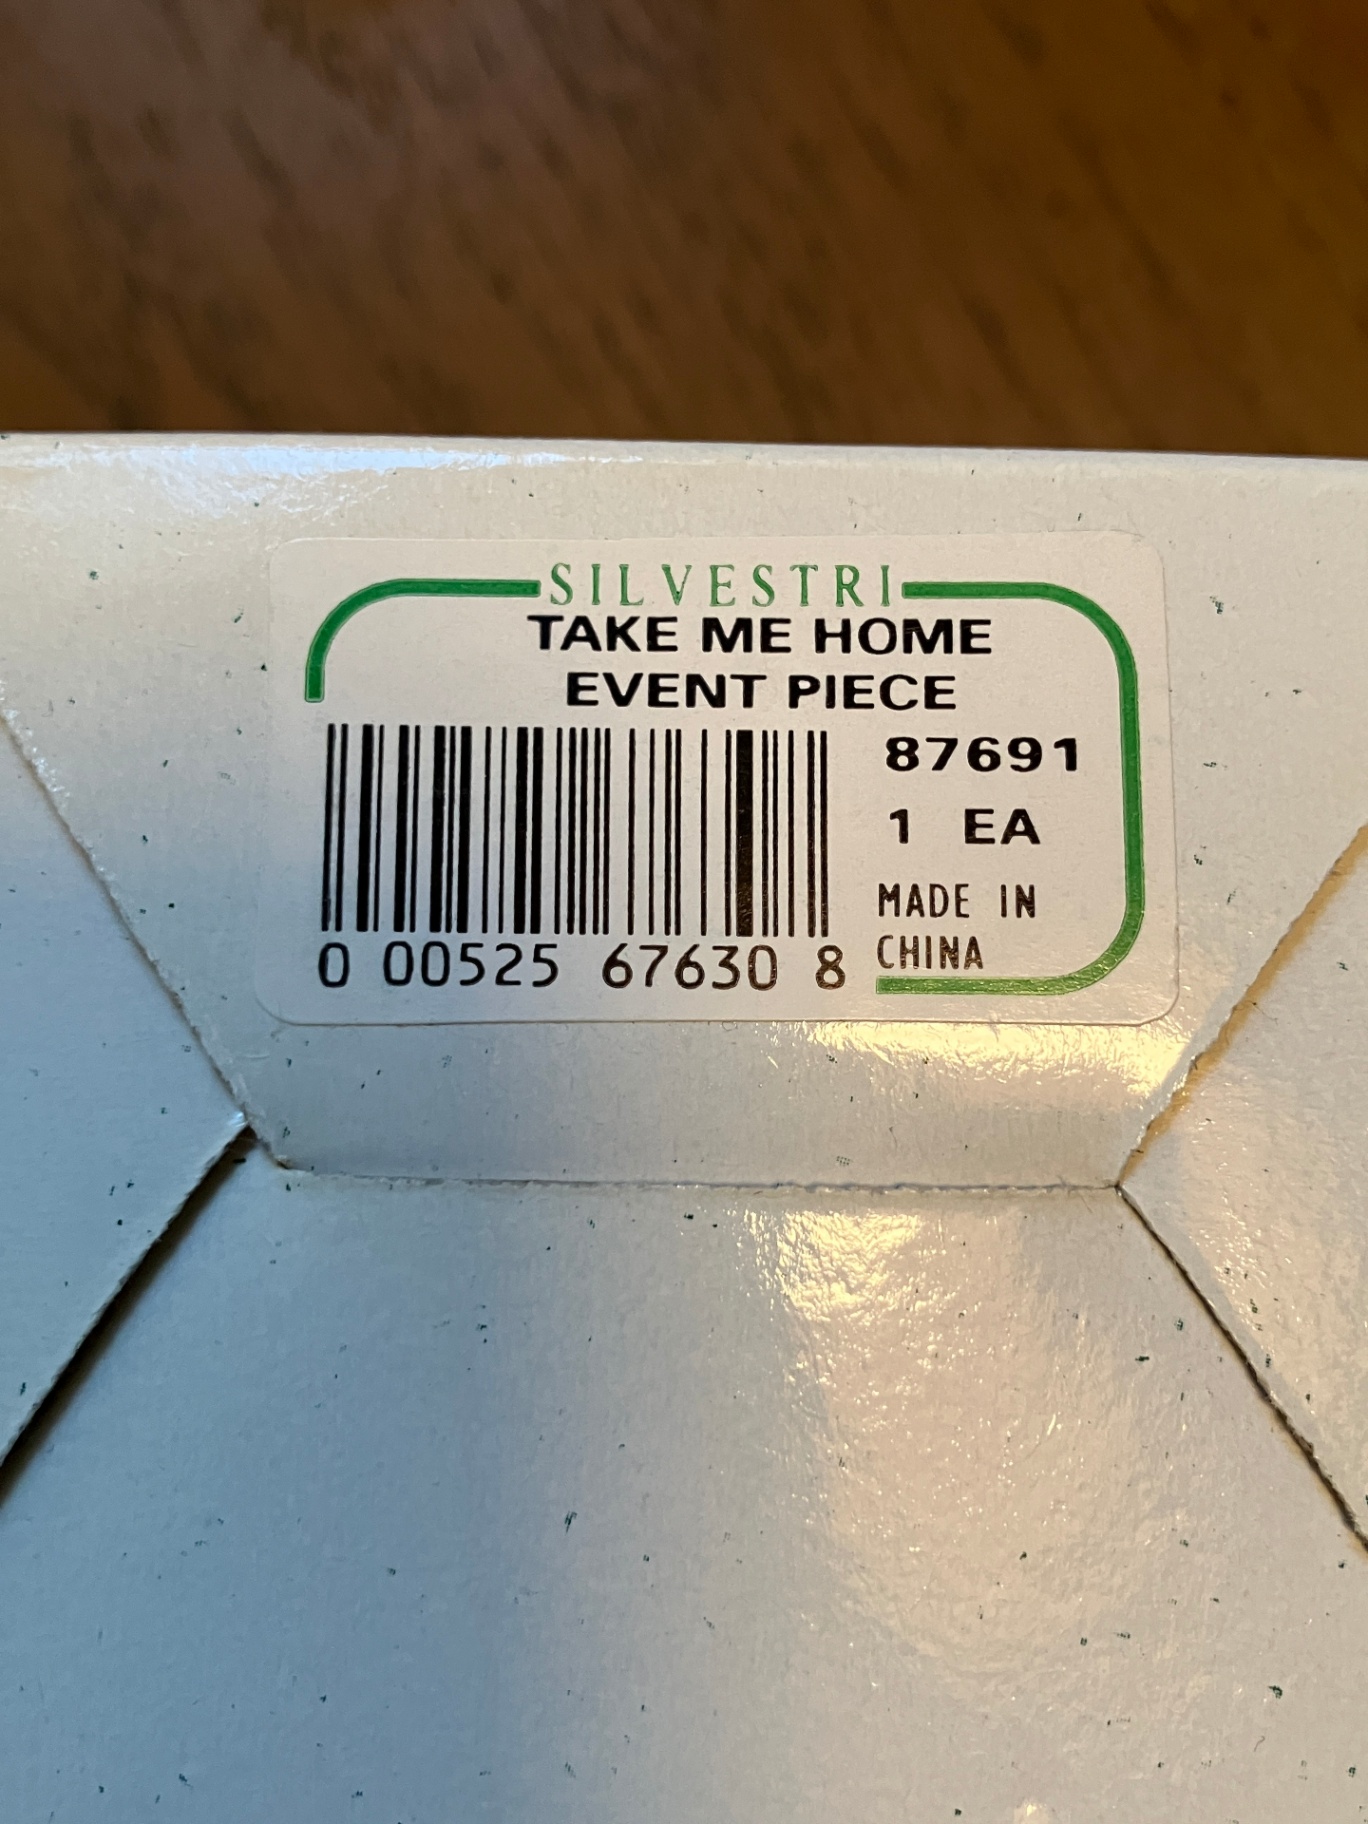 SILVESTRI
TAKE ME HOME
EVENT PIECE
87691
1 EA
MADE IN
CHINA
0 00525 67630 8